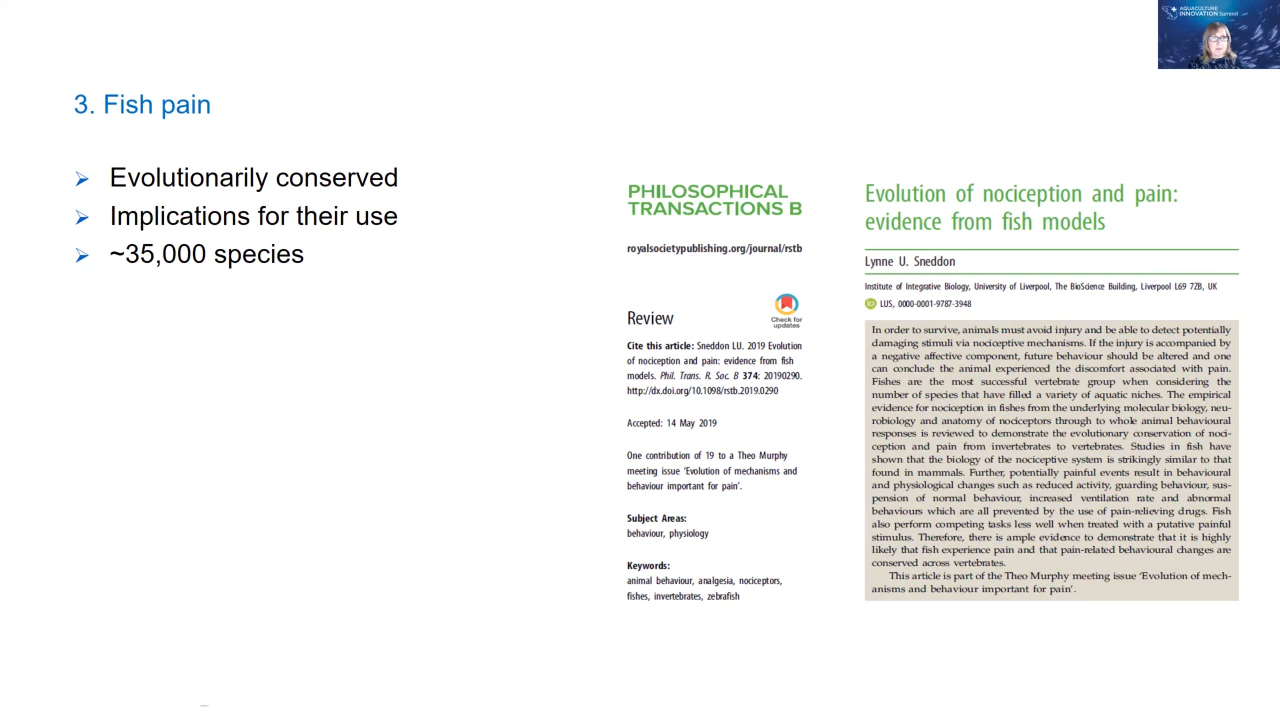 AQUACULTURE
INNOVATION Summit
3. Fish pain
Evolutionarily conserved
Implications for their use
~35,000 species
PHILOSOPHICAL
TRANSACTIONS B
royalsocietypublishing.org/journal/rstb
Review
Check for
updates
Cite this article: Sneddon LU. 2019 Evolution
of nociception and pain: evidence from fish
models. Phil. Trans. R. Soc. B 374: 20190290.
http://dx.doi.org/10.1098/rstb.2019.0290
Accepted: 14 May 2019
One contribution of 19 to a Theo Murphy
meeting issue ‘Evolution of mechanisms and
behaviour important for pain’.
Subject Areas:
behaviour, physiology
Keywords:
animal behaviour, analgesia, nociceptors,
fishes, invertebrates, zebrafish
Evolution of nociception and pain:
evidence from fish models
Lynne U. Sneddon
Institute of Integrative Biology, University of Liverpool, The BioScience Building, Liverpool L69 7ZB, UK
iD LUS, 0000-0001-9787-3948
In order to survive, animals must avoid injury and be able to detect potentially
damaging stimuli via nociceptive mechanisms. If the injury is accompanied by
a negative affective component, future behaviour should be altered and one
can conclude the animal experienced the discomfort associated with pain.
Fishes are the most successful vertebrate group when considering the
number of species that have filled a variety of aquatic niches. The empirical
evidence for nociception in fishes from the underlying molecular biology, neu-
robiology and anatomy of nociceptors through to whole animal behavioural
responses is reviewed to demonstrate the evolutionary conservation of noci-
ception and pain from invertebrates to vertebrates. Studies in fish have
shown that the biology of the nociceptive system is strikingly similar to that
found in mammals. Further, potentially painful events result in behavioural
and physiological changes such as reduced activity, guarding behaviour, sus-
pension of normal behaviour, increased ventilation rate and abnormal
behaviours which are all prevented by the use of pain-relieving drugs. Fish
also perform competing tasks less well when treated with a putative painful
stimulus. Therefore, there is ample evidence to demonstrate that it is highly
likely that fish experience pain and that pain-related behavioural changes are
conserved across vertebrates.
This article is part of the Theo Murphy meeting issue ‘Evolution of mech-
anisms and behaviour important for pain’.